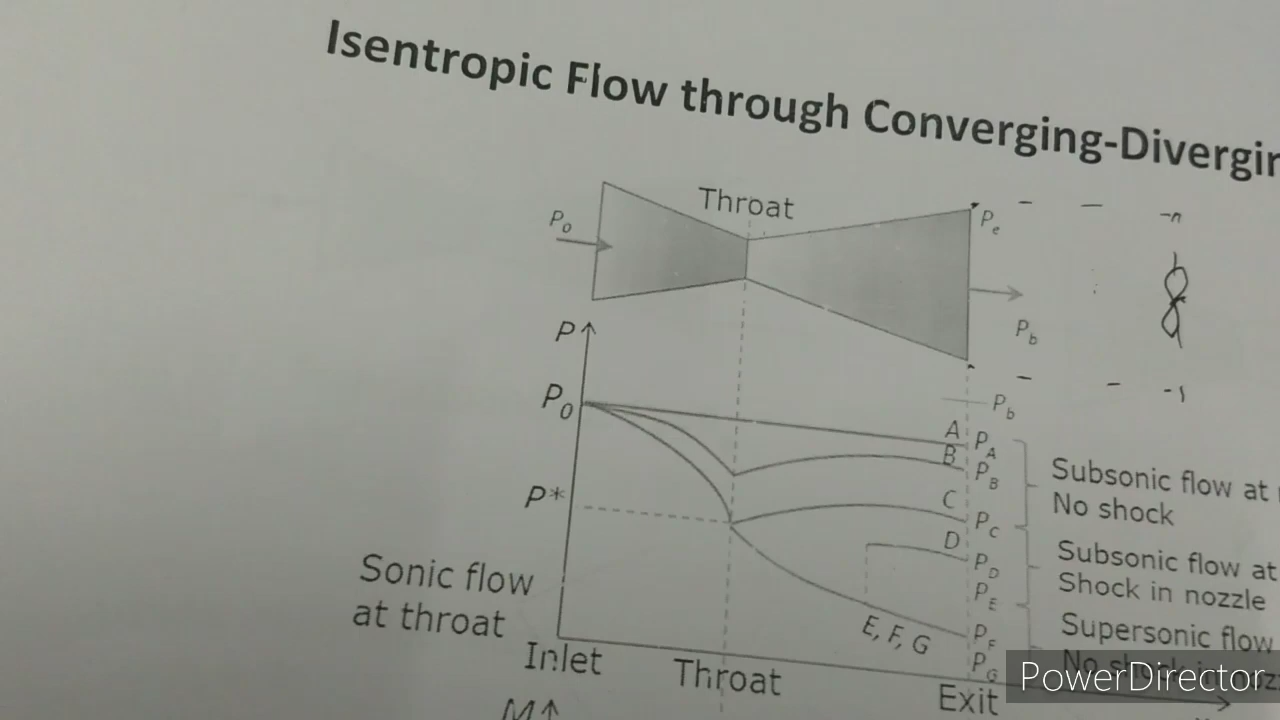 Isentropic Flow through Converging-Divergin
Throat
P₀
Pe
Pb
P
P₀
Pb
A
PA
B
PB
Subsonic flow at
No shock
P*
C
PC
D
PD
Subsonic flow at
Shock in nozzle
PE
Sonic flow
at throat
E, F, G
PF
Supersonic flow
PG
Inlet
Throat
Exit
M
PowerDirector